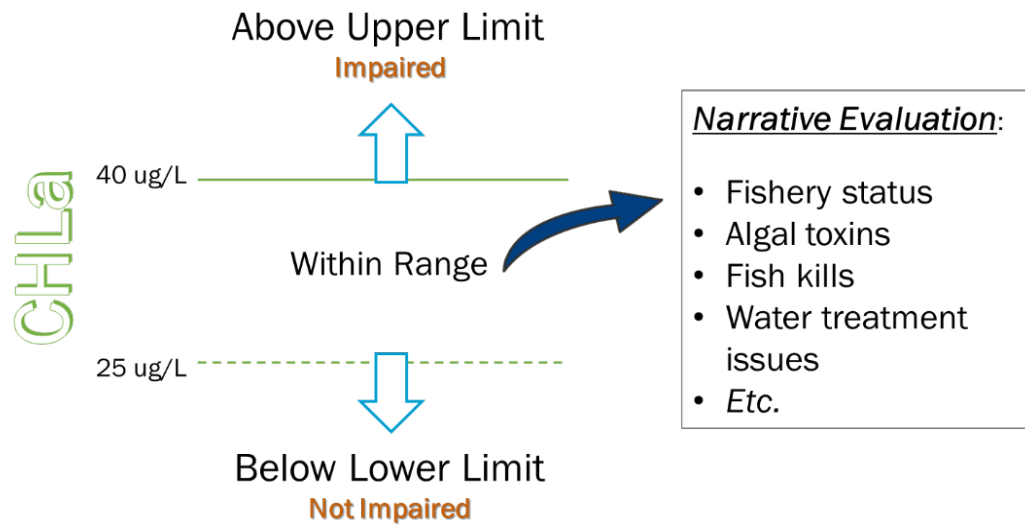 Above Upper Limit
Impaired
CHLa
40 ug/L
Within Range
25 ug/L
Below Lower Limit
Not Impaired
Narrative Evaluation:
• Fishery status
• Algal toxins
• Fish kills
• Water treatment
issues
• Etc.